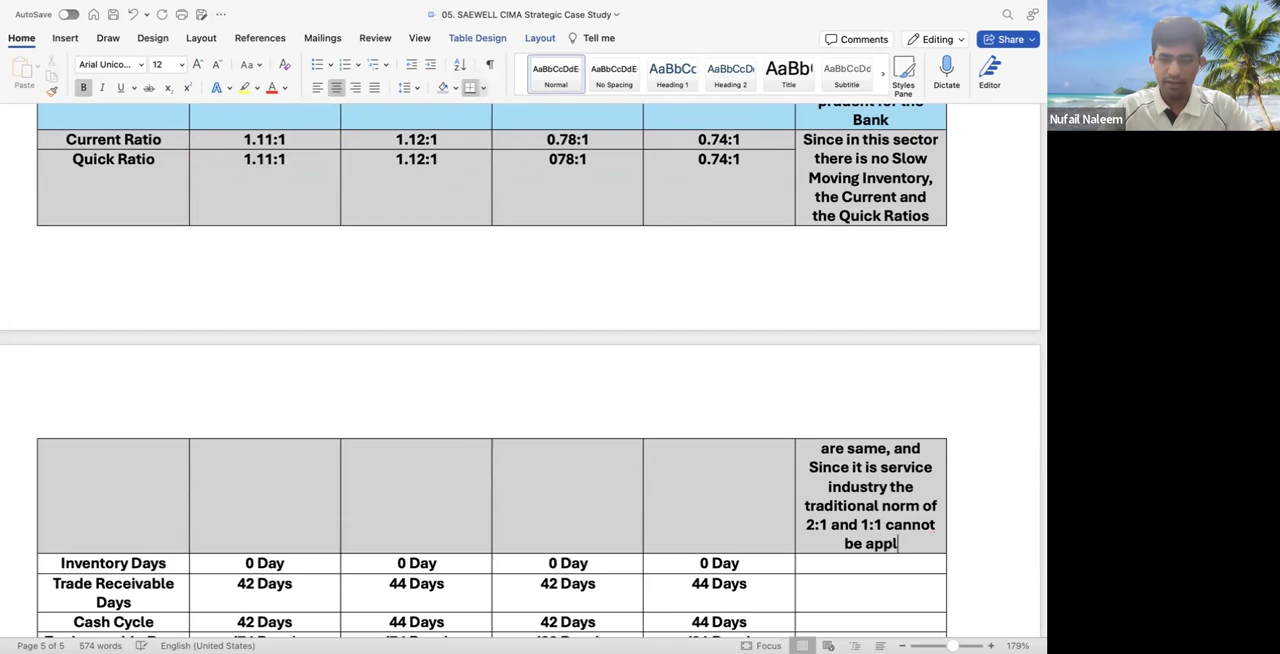 AutoSave
05. SAEWELL CIMA Strategic Case Study
Home Insert Draw Design Layout References Mailings Review View Table Design Layout Tell me
Comments Editing Share
Paste
Arial Unico... 12
AaBbCcDdE AaBbCcDdE AaBbCc AaBbCcD AaBb( AaBbCcDc
Normal No Spacing Heading 1 Heading 2 Title Subtitle
Styles Pane
Dictate
Editor
Nufail Naleem
prudent for the
Bank
Current Ratio 1.11:1 1.12:1 0.78:1 0.74:1 Since in this sector
Quick Ratio 1.11:1 1.12:1 078:1 0.74:1 there is no Slow
Moving Inventory,
the Current and
the Quick Ratios
are same, and
Since it is service
industry the
traditional norm of
2:1 and 1:1 cannot
be appl
Inventory Days 0 Day 0 Day 0 Day 0 Day
Trade Receivable 42 Days 44 Days 42 Days 44 Days
Days
Cash Cycle 42 Days 44 Days 42 Days 44 Days
Page 5 of 5 574 words English (United States) Focus 179%